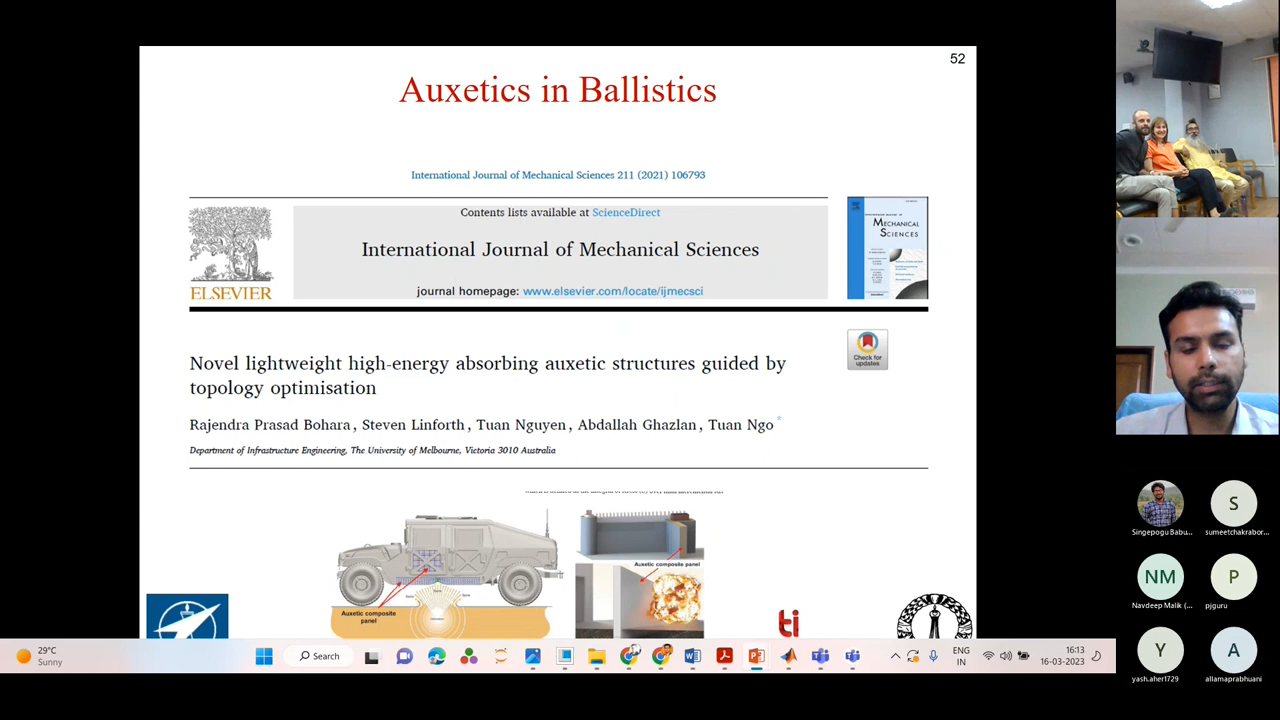 52
Auxetics in Ballistics
International Journal of Mechanical Sciences 211 (2021) 106793
Contents lists available at ScienceDirect
International Journal of Mechanical Sciences
journal homepage: www.elsevier.com/locate/ijmecsci
ELSEVIER
MECHANICAL
SCIENCES
Check for
updates
Novel lightweight high-energy absorbing auxetic structures guided by
topology optimisation
Rajendra Prasad Bohara, Steven Linforth, Tuan Nguyen, Abdallah Ghazlan, Tuan Ngo *
Department of Infrastructure Engineering, The University of Melbourne, Victoria 3010 Australia
Auxetic composite
panel
Auxetic composite panel
ti
29°C
Sunny
Search
ENG
IN
16:13
16-03-2023
Singepogu Babu...
S
sumeetchakrabor...
NM
Navdeep Malik (...
P
pjguru
Y
yash.aher1729
A
allamaprabhuani